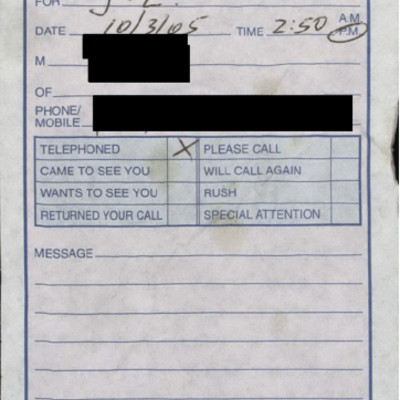 FOR
DATE 10/3/05 TIME 2:50 A.M.
P.M.
M
OF
PHONE/
MOBILE
TELEPHONED X PLEASE CALL
CAME TO SEE YOU WILL CALL AGAIN
WANTS TO SEE YOU RUSH
RETURNED YOUR CALL SPECIAL ATTENTION
MESSAGE